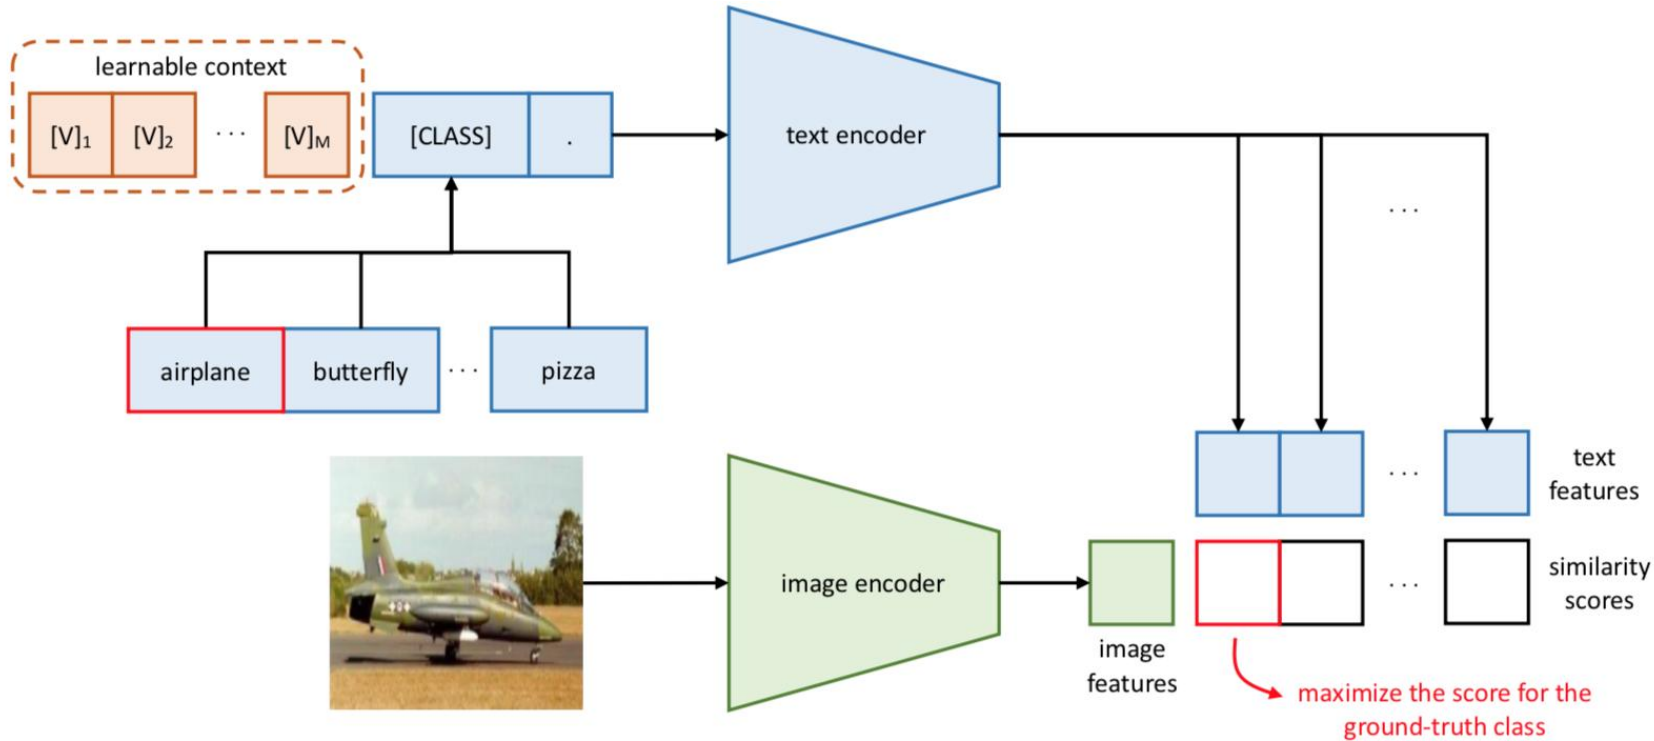 learnable context
[V]₁ [V]₂ ... [V]M [CLASS] .
text encoder
...
airplane butterfly ... pizza
...
text
features
image encoder
...
similarity
scores
image
features
maximize the score for the
ground-truth class